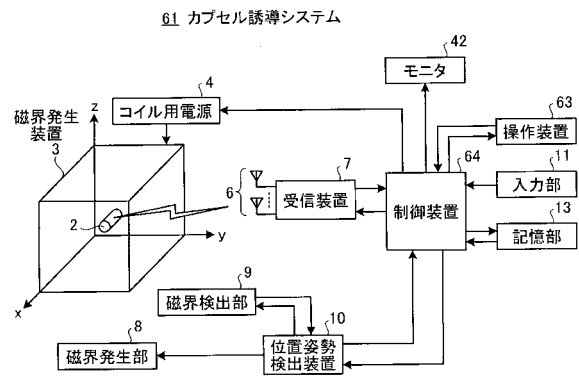 61 カプセル誘導システム
42
モニタ
4
コイル用電源
磁界発生
装置
3
z
y
x
2
6
7
受信装置
64
制御装置
63
操作装置
11
入力部
13
記憶部
9
磁界検出部
8
磁界発生部
10
位置姿勢
検出装置